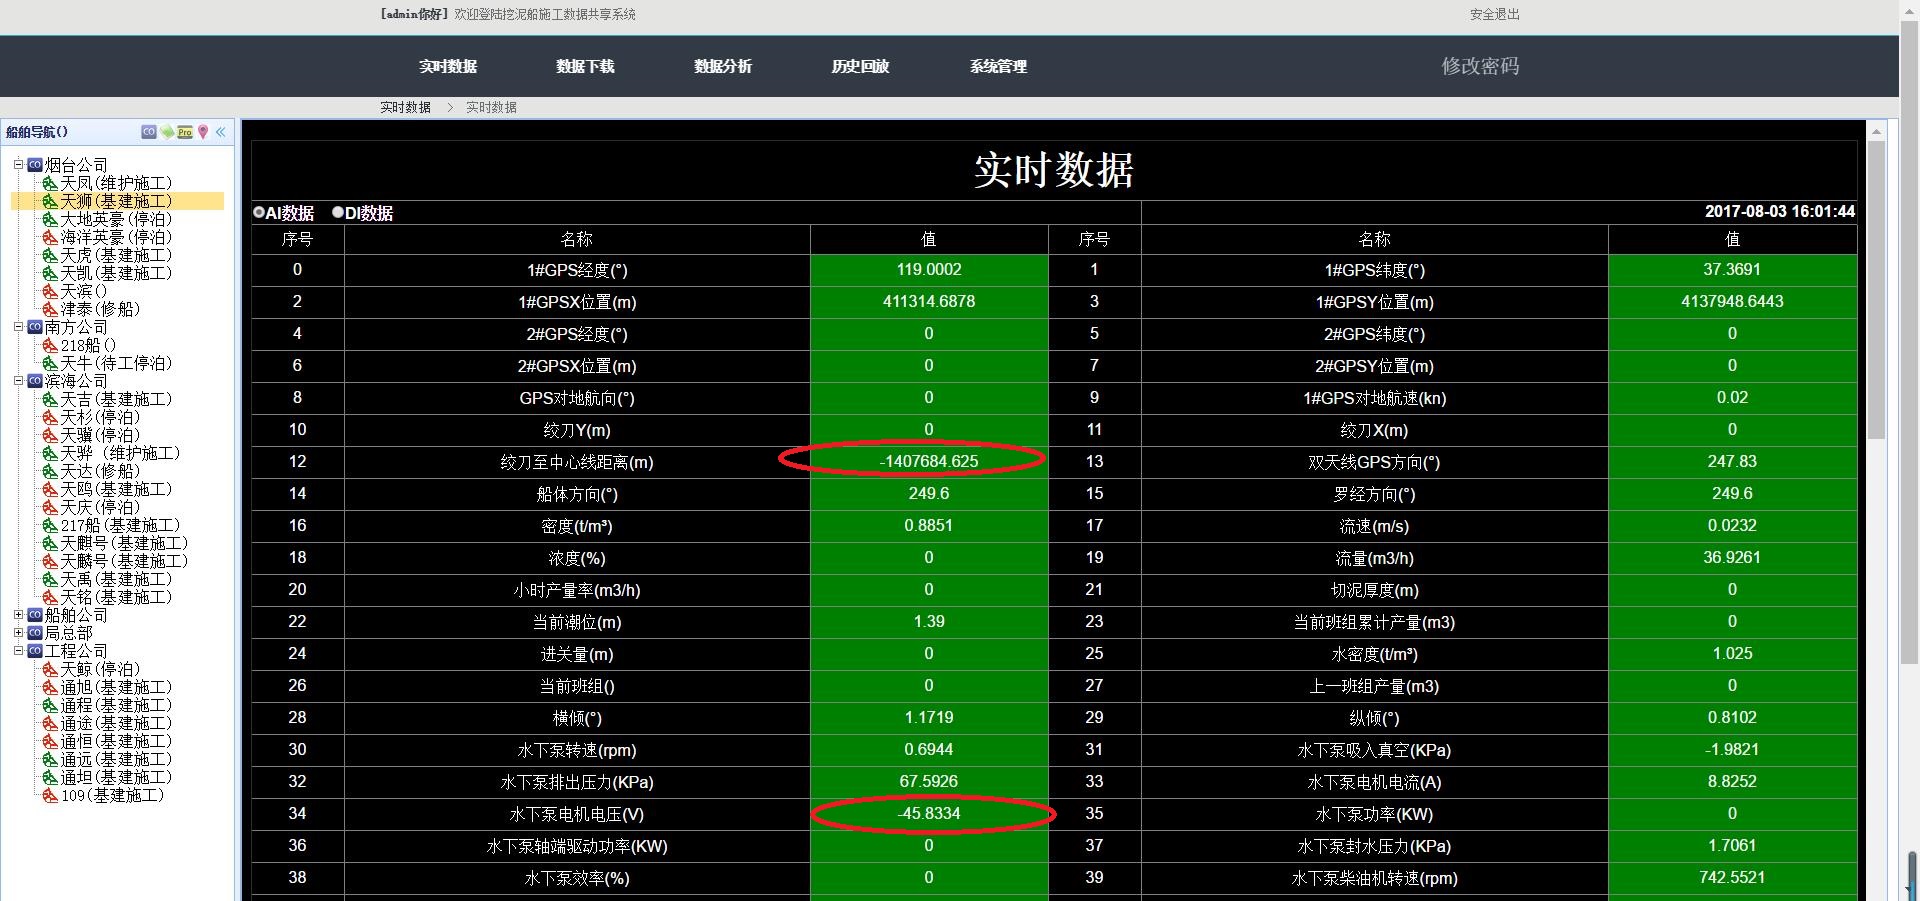 [admin你好] 欢迎登陆挖泥船施工数据共享系统 安全退出
实时数据 数据下载 数据分析 历史回放 系统管理 修改密码
实时数据 > 实时数据
船舶导航()
CO Pro «
CO 烟台公司
天凤(维护施工)
天狮(基建施工)
大地英豪(停泊)
海洋英豪(停泊)
天虎(基建施工)
天凯(基建施工)
天滨()
津泰(修船)
CO 南方公司
218船()
天牛(待工停泊)
CO 滨海公司
天吉(基建施工)
天杉(停泊)
天骥(停泊)
天骅 (维护施工)
天达(修船)
天鸥(基建施工)
天庆(停泊)
217船(基建施工)
天麒号(基建施工)
天麟号(基建施工)
天禹(基建施工)
天铭(基建施工)
CO 船舶公司
CO 局总部
CO 工程公司
天鲸(停泊)
通旭(基建施工)
通程(基建施工)
通途(基建施工)
通恒(基建施工)
通远(基建施工)
通坦(基建施工)
109(基建施工)
实时数据
AI数据 DI数据 2017-08-03 16:01:44
序号 名称 值 序号 名称 值
0 1#GPS经度(°) 119.0002 1 1#GPS纬度(°) 37.3691
2 1#GPSX位置(m) 411314.6878 3 1#GPSY位置(m) 4137948.6443
4 2#GPS经度(°) 0 5 2#GPS纬度(°) 0
6 2#GPSX位置(m) 0 7 2#GPSY位置(m) 0
8 GPS对地航向(°) 0 9 1#GPS对地航速(kn) 0.02
10 绞刀Y(m) 0 11 绞刀X(m) 0
12 绞刀至中心线距离(m) -1407684.625 13 双天线GPS方向(°) 247.83
14 船体方向(°) 249.6 15 罗经方向(°) 249.6
16 密度(t/m³) 0.8851 17 流速(m/s) 0.0232
18 浓度(%) 0 19 流量(m3/h) 36.9261
20 小时产量率(m3/h) 0 21 切泥厚度(m) 0
22 当前潮位(m) 1.39 23 当前班组累计产量(m3) 0
24 进关量(m) 0 25 水密度(t/m³) 1.025
26 当前班组() 0 27 上一班组产量(m3) 0
28 横倾(°) 1.1719 29 纵倾(°) 0.8102
30 水下泵转速(rpm) 0.6944 31 水下泵吸入真空(KPa) -1.9821
32 水下泵排出压力(KPa) 67.5926 33 水下泵电机电流(A) 8.8252
34 水下泵电机电压(V) -45.8334 35 水下泵功率(KW) 0
36 水下泵轴端驱动功率(KW) 0 37 水下泵封水压力(KPa) 1.7061
38 水下泵效率(%) 0 39 水下泵柴油机转速(rpm) 742.5521